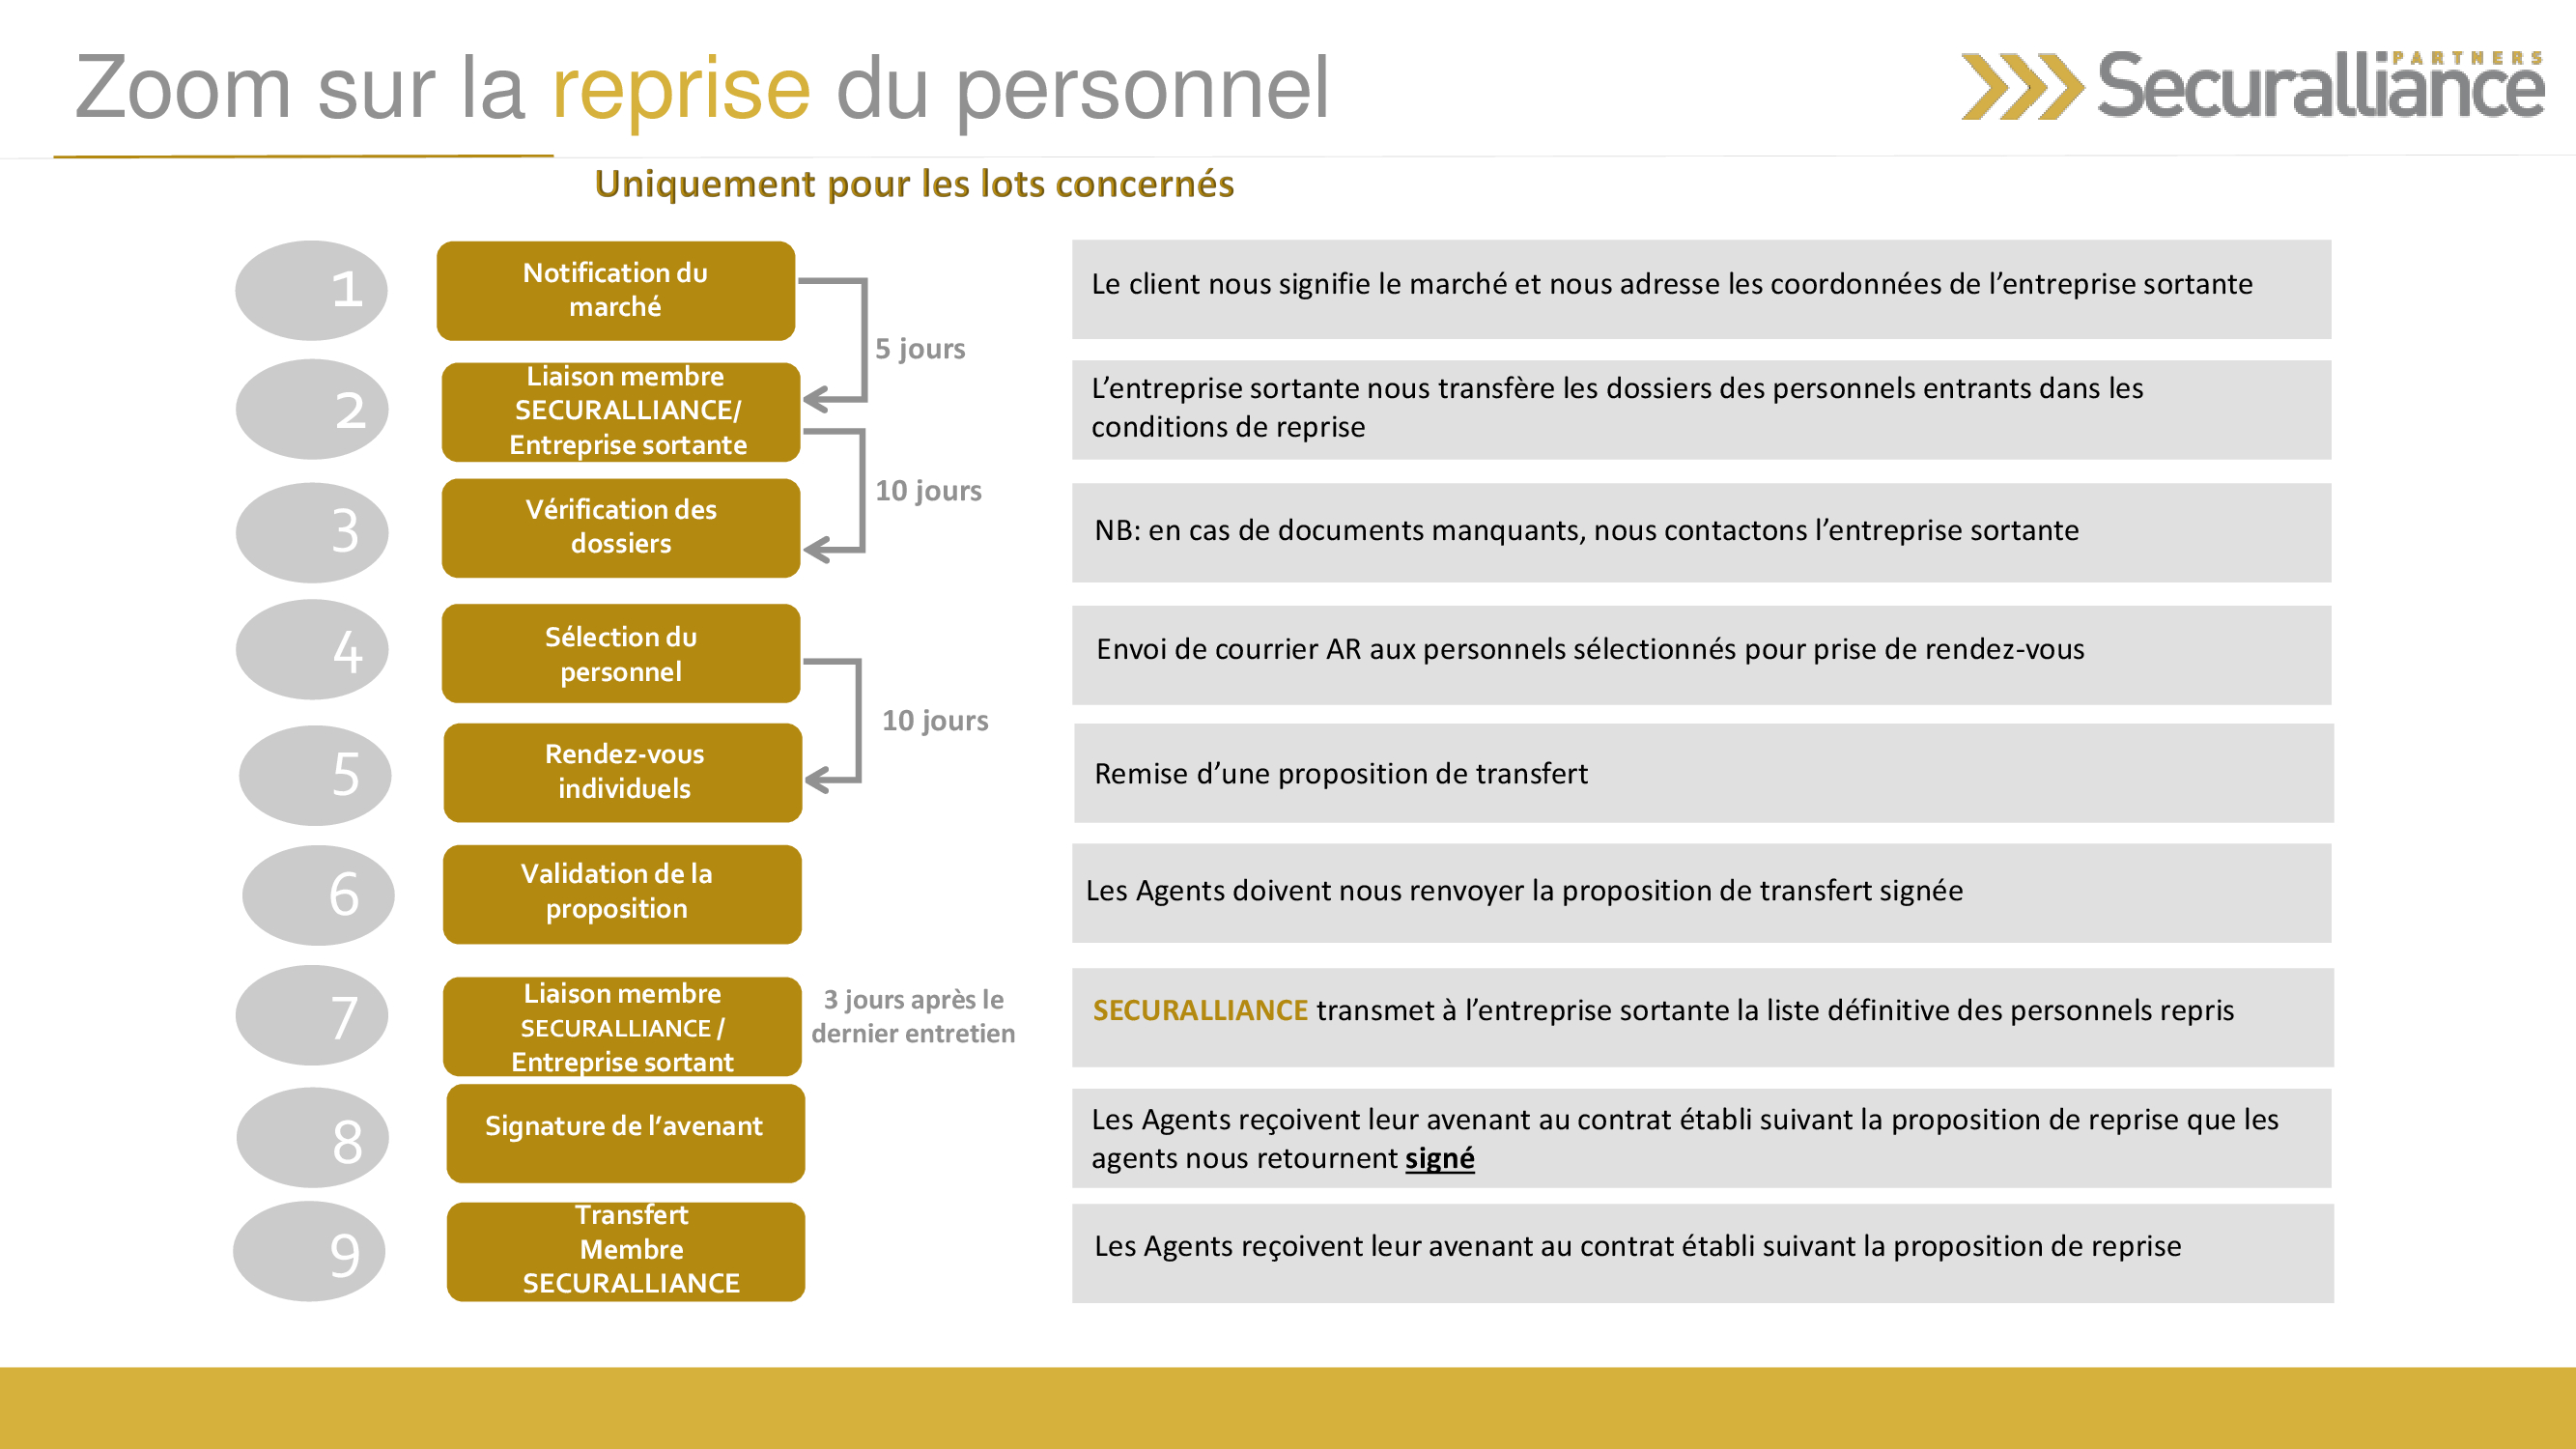 Zoom sur la reprise du personnel
PARTNERS
Securalliance
Uniquement pour les lots concernés
1
Notification du
marché
Le client nous signifie le marché et nous adresse les coordonnées de l’entreprise sortante
5 jours
2
Liaison membre
SECURALLIANCE/
Entreprise sortante
L’entreprise sortante nous transfère les dossiers des personnels entrants dans les
conditions de reprise
10 jours
3
Vérification des
dossiers
NB: en cas de documents manquants, nous contactons l’entreprise sortante
4
Sélection du
personnel
Envoi de courrier AR aux personnels sélectionnés pour prise de rendez-vous
10 jours
5
Rendez-vous
individuels
Remise d’une proposition de transfert
6
Validation de la
proposition
Les Agents doivent nous renvoyer la proposition de transfert signée
7
Liaison membre
SECURALLIANCE /
Entreprise sortant
3 jours après le
dernier entretien
SECURALLIANCE transmet à l’entreprise sortante la liste définitive des personnels repris
8
Signature de l’avenant
Les Agents reçoivent leur avenant au contrat établi suivant la proposition de reprise que les
agents nous retournent signé
9
Transfert
Membre
SECURALLIANCE
Les Agents reçoivent leur avenant au contrat établi suivant la proposition de reprise